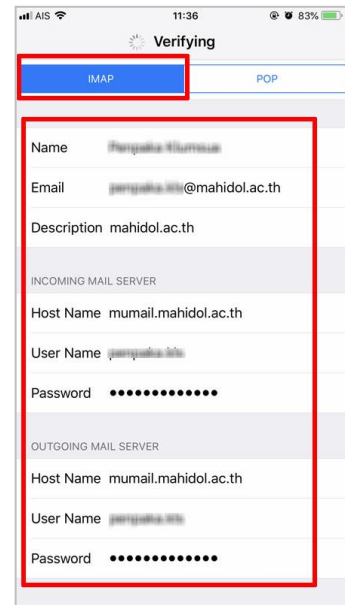 AIS 11:36 83%
Verifying
IMAP POP
Name
Email @mahidol.ac.th
Description mahidol.ac.th
INCOMING MAIL SERVER
Host Name mumail.mahidol.ac.th
User Name
Password ●●●●●●●●●●●●●
OUTGOING MAIL SERVER
Host Name mumail.mahidol.ac.th
User Name
Password ●●●●●●●●●●●●●